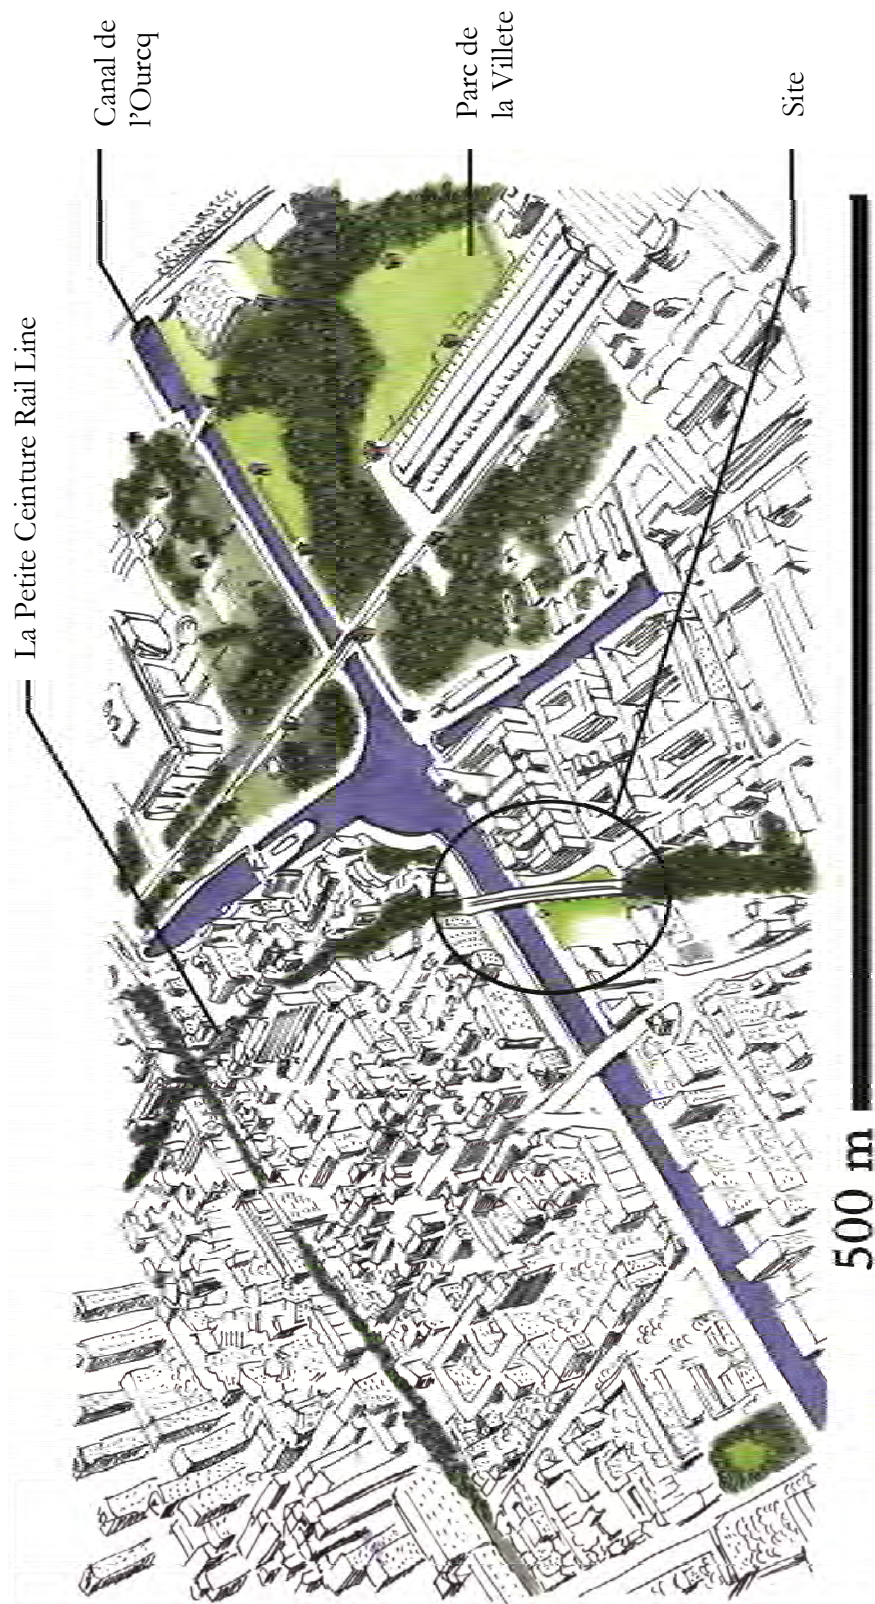 La Petite Ceinture Rail Line
Canal de
l'Ourcq
Parc de
la Villete
Site
500 m